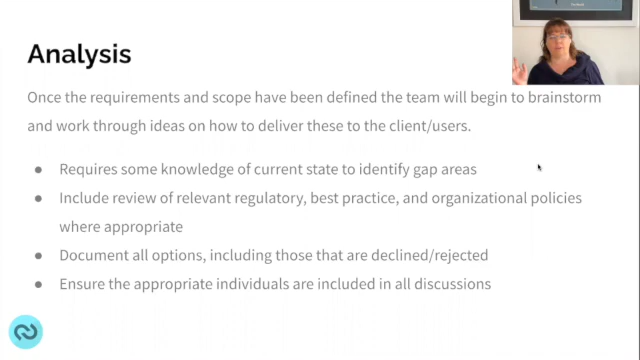 Analysis
Once the requirements and scope have been defined the team will begin to brainstorm
and work through ideas on how to deliver these to the client/users.
● Requires some knowledge of current state to identify gap areas
● Include review of relevant regulatory, best practice, and organizational policies
where appropriate
● Document all options, including those that are declined/rejected
● Ensure the appropriate individuals are included in all discussions